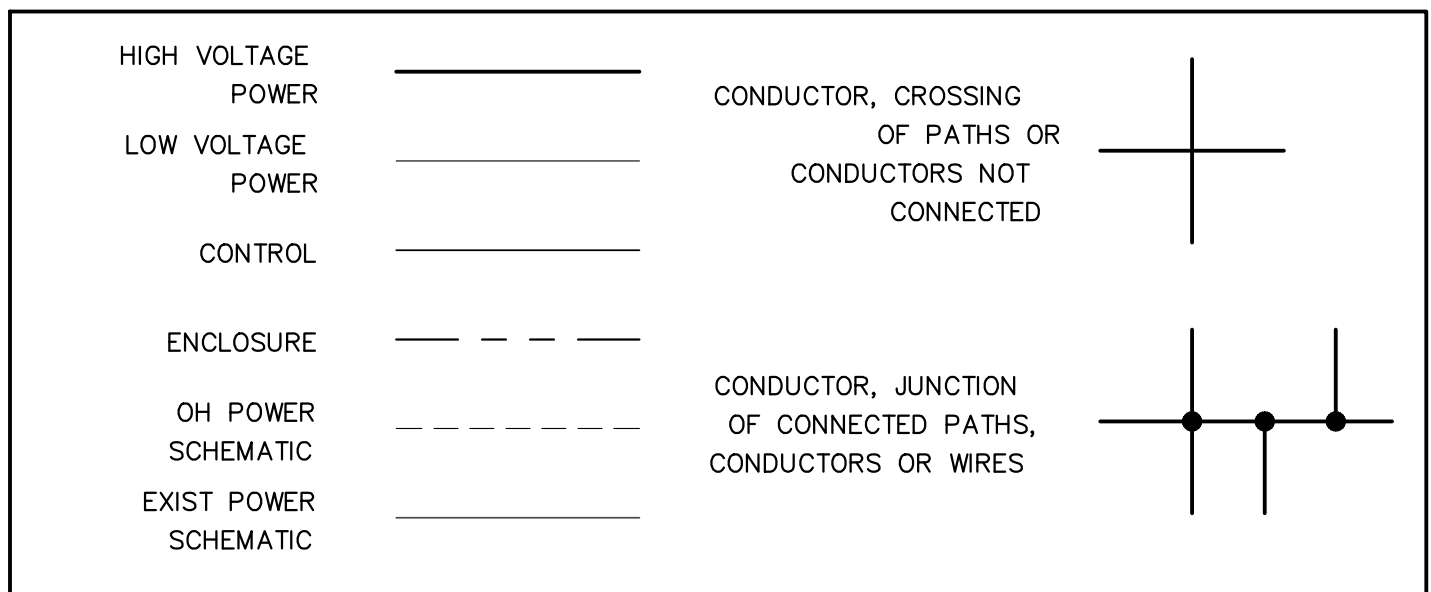 HIGH VOLTAGE
POWER
LOW VOLTAGE
POWER
CONTROL
ENCLOSURE
OH POWER
SCHEMATIC
EXIST POWER
SCHEMATIC
CONDUCTOR, CROSSING
OF PATHS OR
CONDUCTORS NOT
CONNECTED
CONDUCTOR, JUNCTION
OF CONNECTED PATHS,
CONDUCTORS OR WIRES